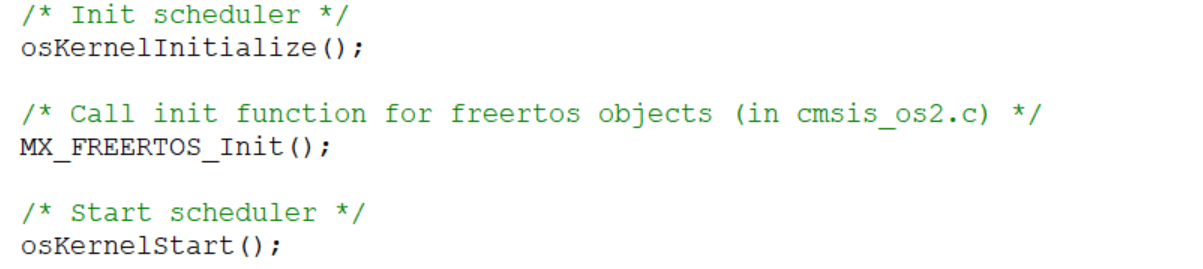 /* Init scheduler */
osKernelInitialize();
/* Call init function for freertos objects (in cmsis_os2.c) */
MX_FREERTOS_Init();
/* Start scheduler */
osKernelStart();